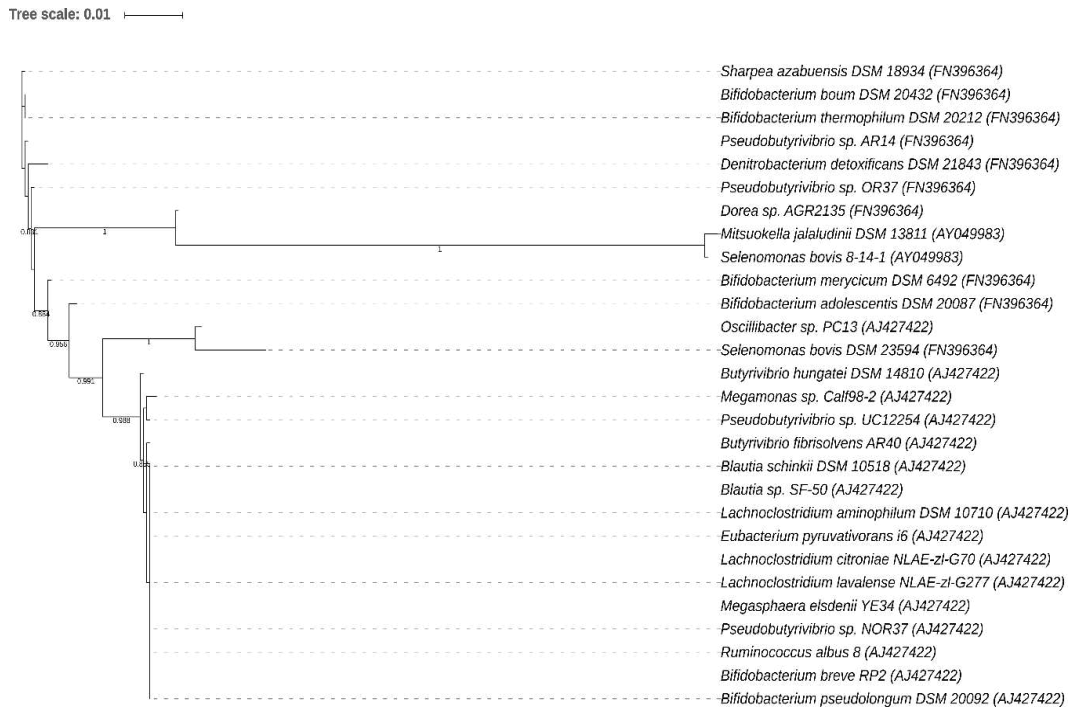 Tree scale: 0.01
Sharpea azabuensis DSM 18934 (FN396364)
Bifidobacterium boum DSM 20432 (FN396364)
Bifidobacterium thermophilum DSM 20212 (FN396364)
Pseudobutyrivibrio sp. AR14 (FN396364)
Denitrobacterium detoxificans DSM 21843 (FN396364)
Pseudobutyrivibrio sp. OR37 (FN396364)
Dorea sp. AGR2135 (FN396364)
1
Mitsuokella jalaludinii DSM 13811 (AY049983)
1
Selenomonas bovis 8-14-1 (AY049983)
Bifidobacterium merycicum DSM 6492 (FN396364)
Bifidobacterium adolescentis DSM 20087 (FN396364)
0.884
Oscillibacter sp. PC13 (AJ427422)
0.956
1
Selenomonas bovis DSM 23594 (FN396364)
Butyrivibrio hungatei DSM 14810 (AJ427422)
0.991
Megamonas sp. Calf98-2 (AJ427422)
Pseudobutyrivibrio sp. UC12254 (AJ427422)
0.988
Butyrivibrio fibrisolvens AR40 (AJ427422)
Blautia schinkii DSM 10518 (AJ427422)
Blautia sp. SF-50 (AJ427422)
Lachnoclostridium aminophilum DSM 10710 (AJ427422)
Eubacterium pyruvativorans i6 (AJ427422)
Lachnoclostridium citroniae NLAE-zl-G70 (AJ427422)
Lachnoclostridium lavalense NLAE-zl-G277 (AJ427422)
Megasphaera elsdenii YE34 (AJ427422)
Pseudobutyrivibrio sp. NOR37 (AJ427422)
Ruminococcus albus 8 (AJ427422)
Bifidobacterium breve RP2 (AJ427422)
Bifidobacterium pseudolongum DSM 20092 (AJ427422)